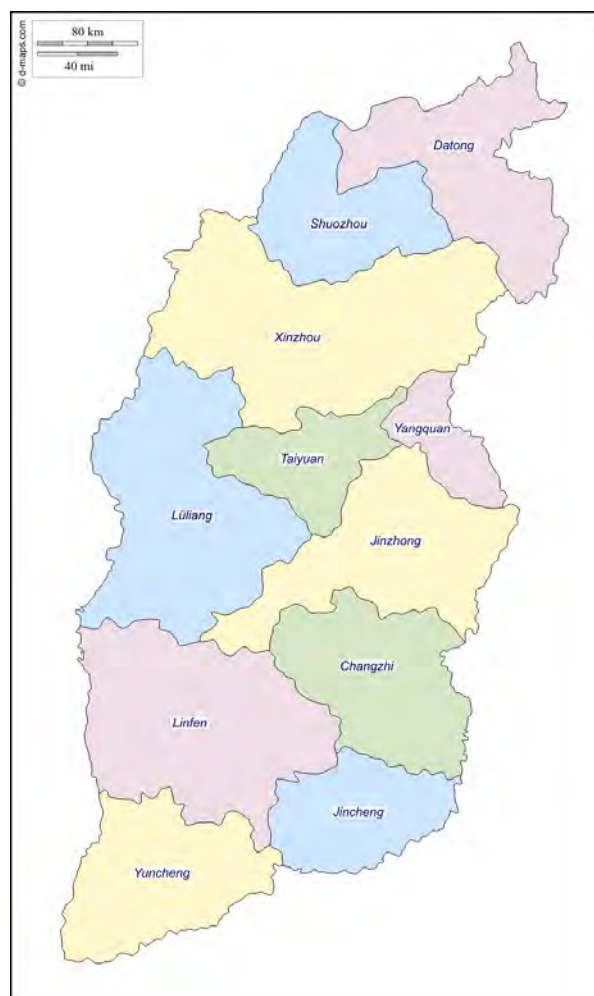 80 km
40 mi
© d-maps.com
Datong
Shuozhou
Xinzhou
Yangquan
Taiyuan
Lüliang
Jinzhong
Changzhi
Linfen
Jincheng
Yuncheng